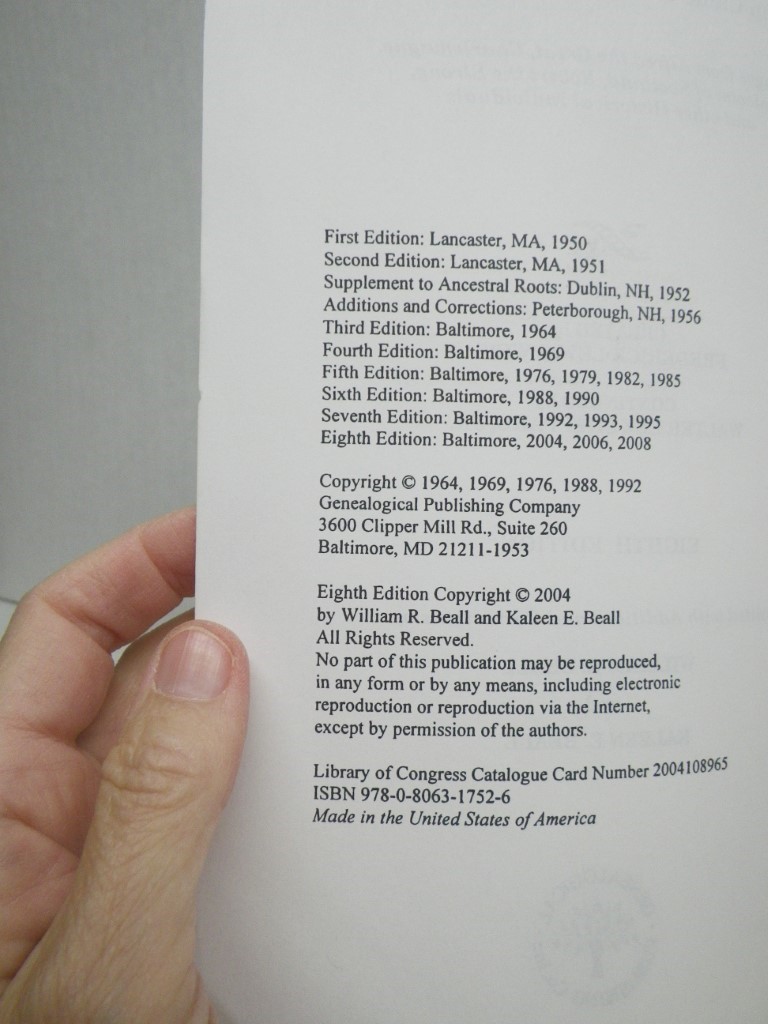 First Edition: Lancaster, MA, 1950
Second Edition: Lancaster, MA, 1951
Supplement to Ancestral Roots: Dublin, NH, 1952
Additions and Corrections: Peterborough, NH, 1956
Third Edition: Baltimore, 1964
Fourth Edition: Baltimore, 1969
Fifth Edition: Baltimore, 1976, 1979, 1982, 1985
Sixth Edition: Baltimore, 1988, 1990
Seventh Edition: Baltimore, 1992, 1993, 1995
Eighth Edition: Baltimore, 2004, 2006, 2008
Copyright © 1964, 1969, 1976, 1988, 1992
Genealogical Publishing Company
3600 Clipper Mill Rd., Suite 260
Baltimore, MD 21211-1953
Eighth Edition Copyright © 2004
by William R. Beall and Kaleen E. Beall
All Rights Reserved.
No part of this publication may be reproduced,
in any form or by any means, including electronic
reproduction or reproduction via the Internet,
except by permission of the authors.
Library of Congress Catalogue Card Number 2004108965
ISBN 978-0-8063-1752-6
Made in the United States of America